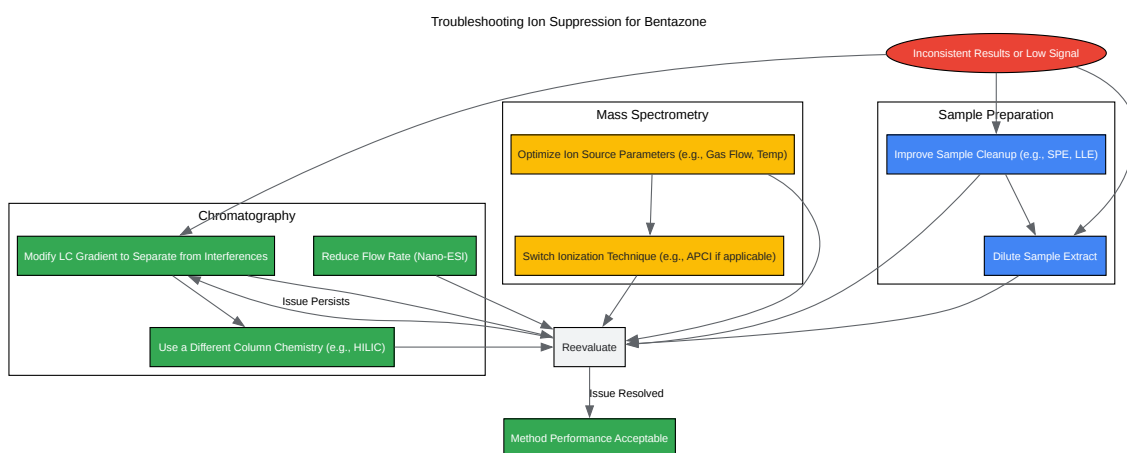 Troubleshooting Ion Suppression for Bentazone
Inconsistent Results or Low Signal
Mass Spectrometry
Sample Preparation
Optimize Ion Source Parameters (e.g., Gas Flow, Temp)
Improve Sample Cleanup (e.g., SPE, LLE)
Chromatography
Modify LC Gradient to Separate from Interferences
Reduce Flow Rate (Nano-ESI)
Switch Ionization Technique (e.g., APCI if applicable)
Dilute Sample Extract
Issue Persists
Use a Different Column Chemistry (e.g., HILIC)
Reevaluate
Issue Resolved
Method Performance Acceptable